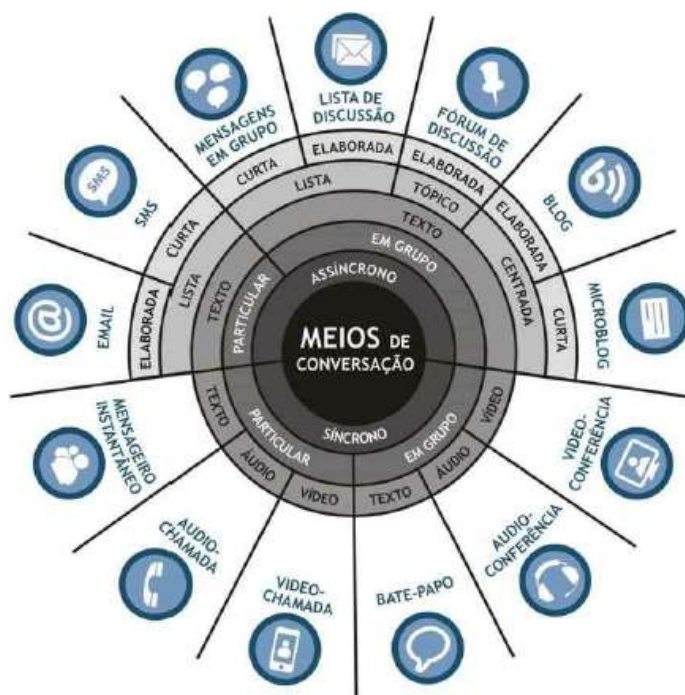 LISTA DE
DISCUSSÃO
MENSAGENS
EM GRUPO
FÓRUM DE
DISCUSSÃO
SMS
SMS
BLOG
EMAIL
MICROBLOG
ELABORADA
CURTA
CURTA
ELABORADA
ELABORADA
ELABORADA
CURTA
LISTA
LISTA
TÓPICO
CENTRADA
TEXTO
TEXTO
PARTICULAR
EM GRUPO
ASSÍNCRONO
MEIOS DE
CONVERSAÇÃO
SÍNCRONO
PARTICULAR
EM GRUPO
TEXTO
ÁUDIO
VÍDEO
TEXTO
ÁUDIO
VÍDEO
MENSAGEIRO
INSTANTÂNEO
AUDIO-
CHAMADA
VIDEO-
CHAMADA
BATE-PAPO
AUDIO-
CONFERÊNCIA
VIDEO-
CONFERÊNCIA